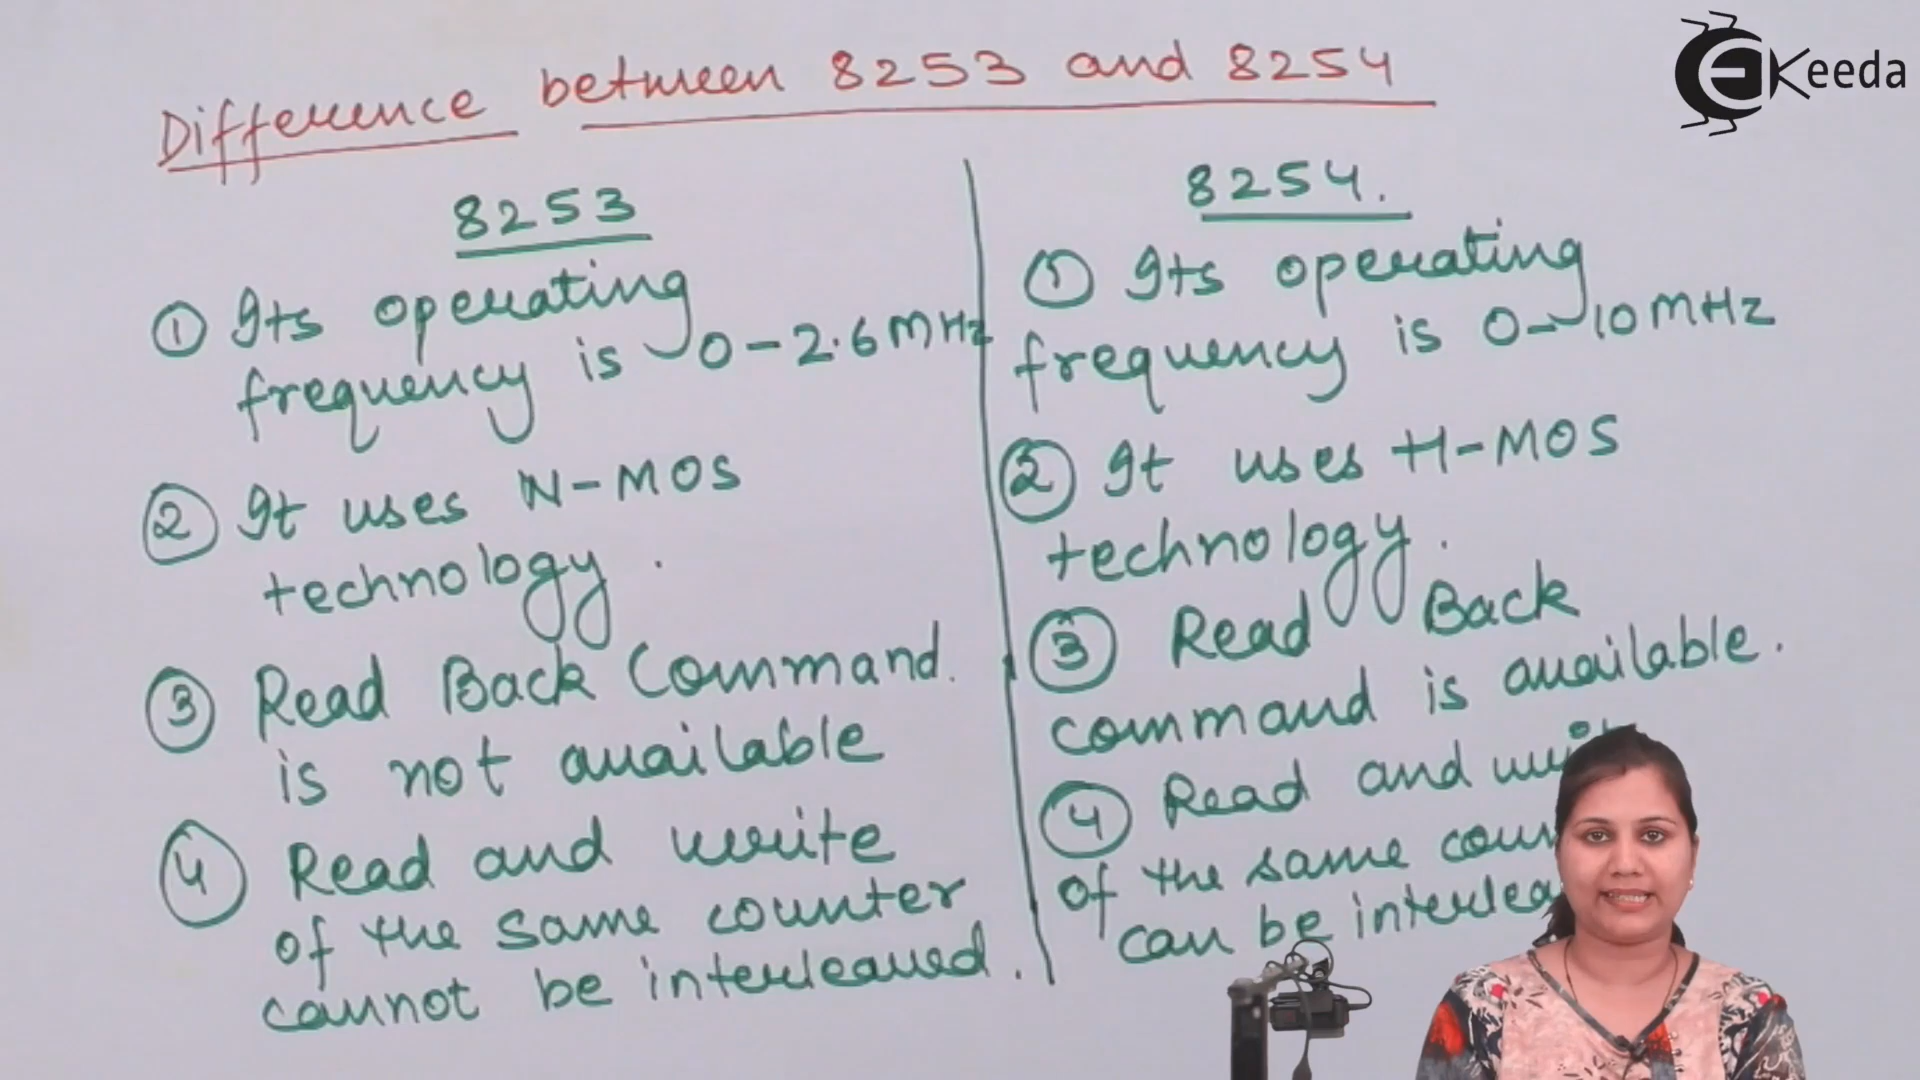 Difference between 8253 and 8254
EKeeda
8253
① Its operating
frequency is 0-2.6MHz
② It uses N-MOS
technology.
③ Read Back Command.
is not available
④ Read and write
of the same counter
cannot be interleaved.
8254.
① Its operating
frequency is 0-10MHz
② It uses H-MOS
technology.
③ Read Back
command is available.
④ Read and
of the same
can be